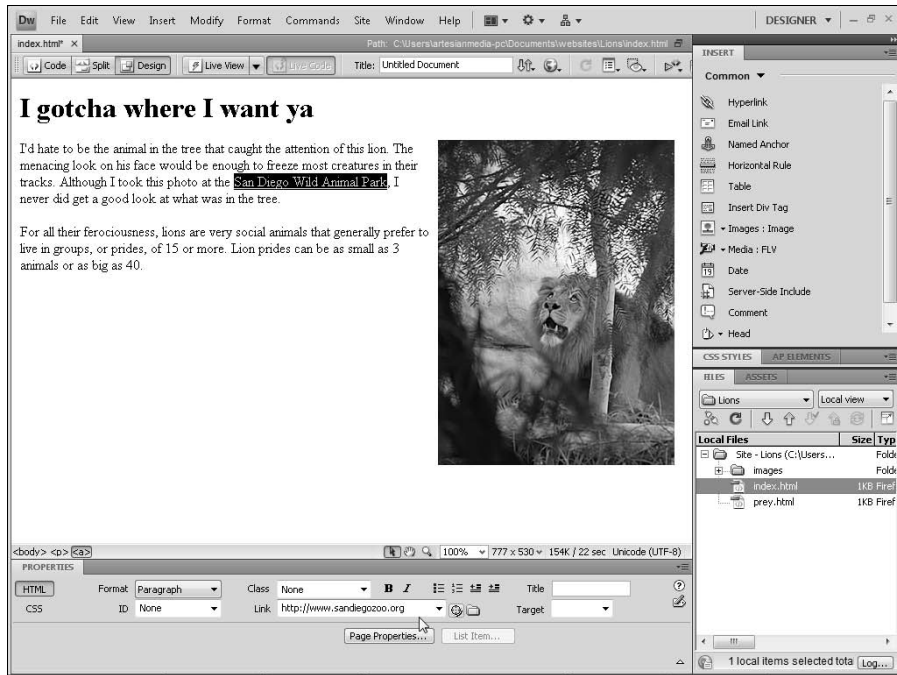 Dw File Edit View Insert Modify Format Commands Site Window Help DESIGNER
index.html* × Path: C:\Users\artesianmedia-pc\Documents\websites\Lions\index.html
Code Split Design Live View Live Code Title: Untitled Document
I gotcha where I want ya
I'd hate to be the animal in the tree that caught the attention of this lion. The
menacing look on his face would be enough to freeze most creatures in their
tracks. Although I took this photo at the San Diego Wild Animal Park, I
never did get a good look at what was in the tree.
For all their ferociousness, lions are very social animals that generally prefer to
live in groups, or prides, of 15 or more. Lion prides can be as small as 3
animals or as big as 40.
<body> <p> <a> 100% 777 x 530 154K / 22 sec Unicode (UTF-8)
PROPERTIES
HTML Format Paragraph Class None B I Title
CSS ID None Link http://www.sandiegozoo.org Target
Page Properties... List Item...
INSERT
Common
Hyperlink
Email Link
Named Anchor
Horizontal Rule
Table
Insert Div Tag
Images : Image
Media : FLV
19 Date
Server-Side Include
Comment
Head
CSS STYLES AP ELEMENTS
FILES ASSETS
Lions Local view
Local Files Size Typ
Site - Lions (C:\Users... Folde
images Folde
index.html 1KB Firef
prey.html 1KB Firef
1 local items selected tota Log...